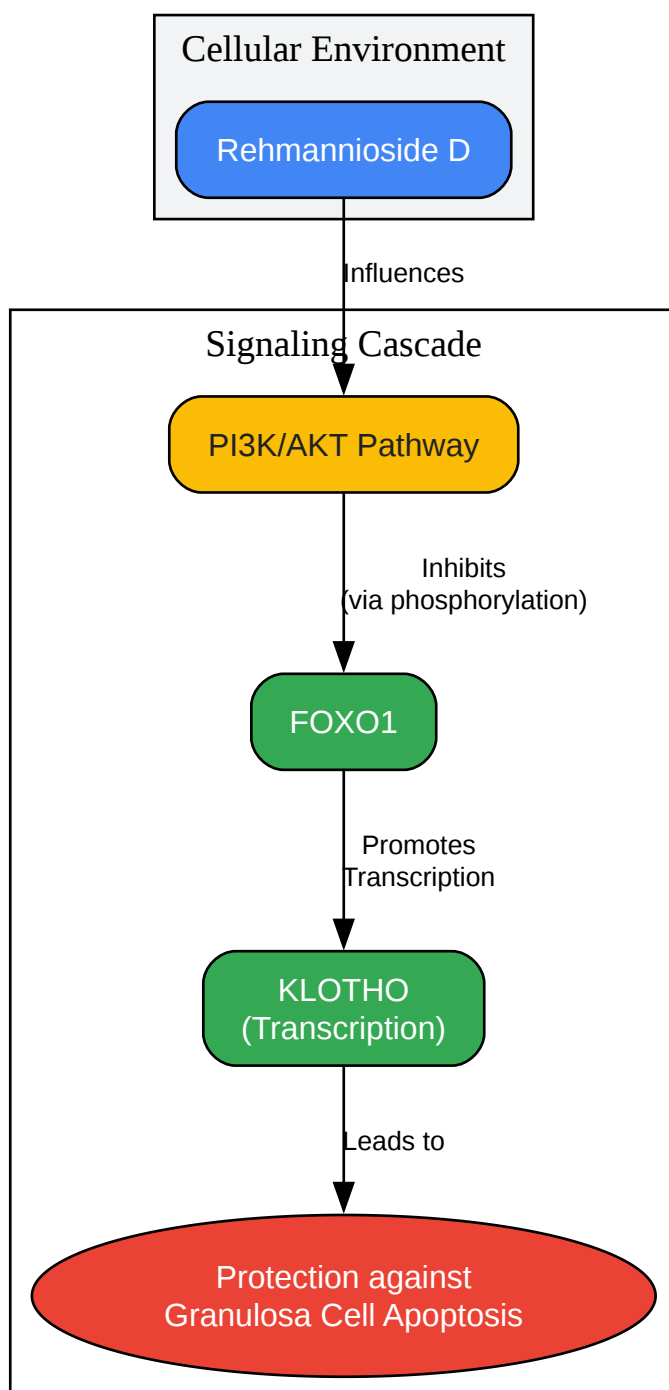 Cellular Environment
Rehmannioside D
Influences
Signaling Cascade
PI3K/AKT Pathway
Inhibits
(via phosphorylation)
FOXO1
Promotes
Transcription
KLOTHO
(Transcription)
Leads to
Protection against
Granulosa Cell Apoptosis